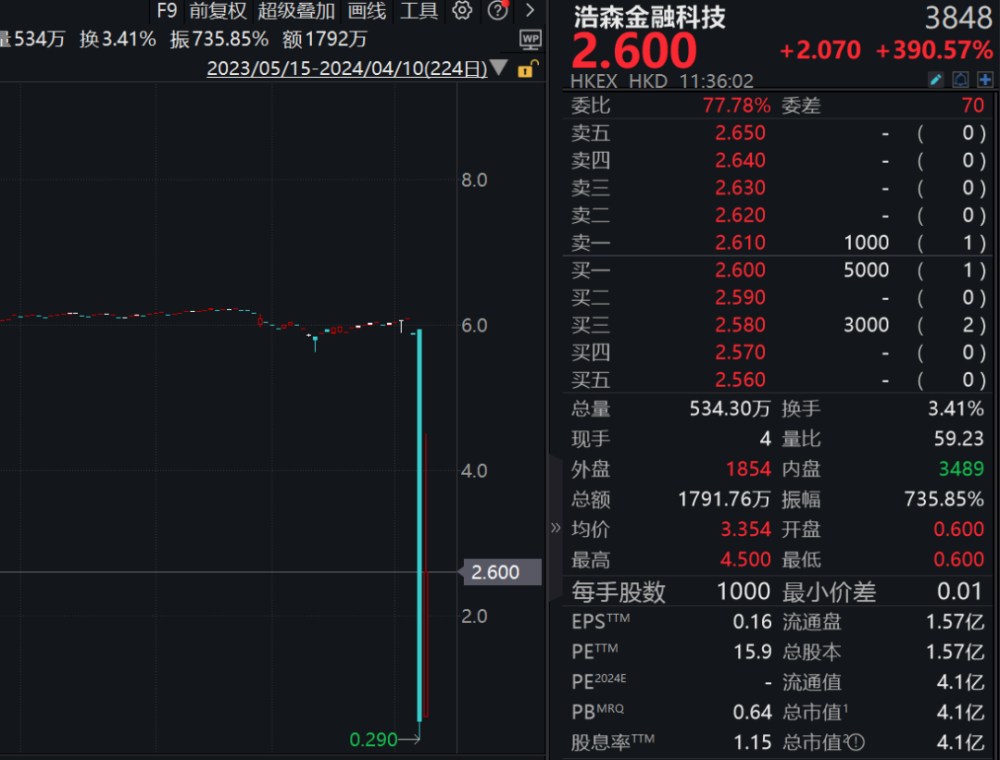 F9 前复权 超级叠加 画线 工具
量534万 换3.41% 振735.85% 额1792万
WP
2023/05/15-2024/04/10(224日)
8.0
6.0
4.0
2.600
2.0
0.290
浩森金融科技 3848
2.600 +2.070 +390.57%
HKEX HKD 11:36:02
委比 77.78% 委差 70
卖五 2.650 - ( 0)
卖四 2.640 - ( 0)
卖三 2.630 - ( 0)
卖二 2.620 - ( 0)
卖一 2.610 1000 ( 1)
买一 2.600 5000 ( 1)
买二 2.590 - ( 0)
买三 2.580 3000 ( 2)
买四 2.570 - ( 0)
买五 2.560 - ( 0)
总量 534.30万 换手 3.41%
现手 4 量比 59.23
外盘 1854 内盘 3489
总额 1791.76万 振幅 735.85%
均价 3.354 开盘 0.600
最高 4.500 最低 0.600
每手股数 1000 最小价差 0.01
EPSTTM 0.16 流通盘 1.57亿
PETTM 15.9 总股本 1.57亿
PE2024E - 流通值 4.1亿
PBMRQ 0.64 总市值1 4.1亿
股息率TTM 1.15 总市值2 4.1亿